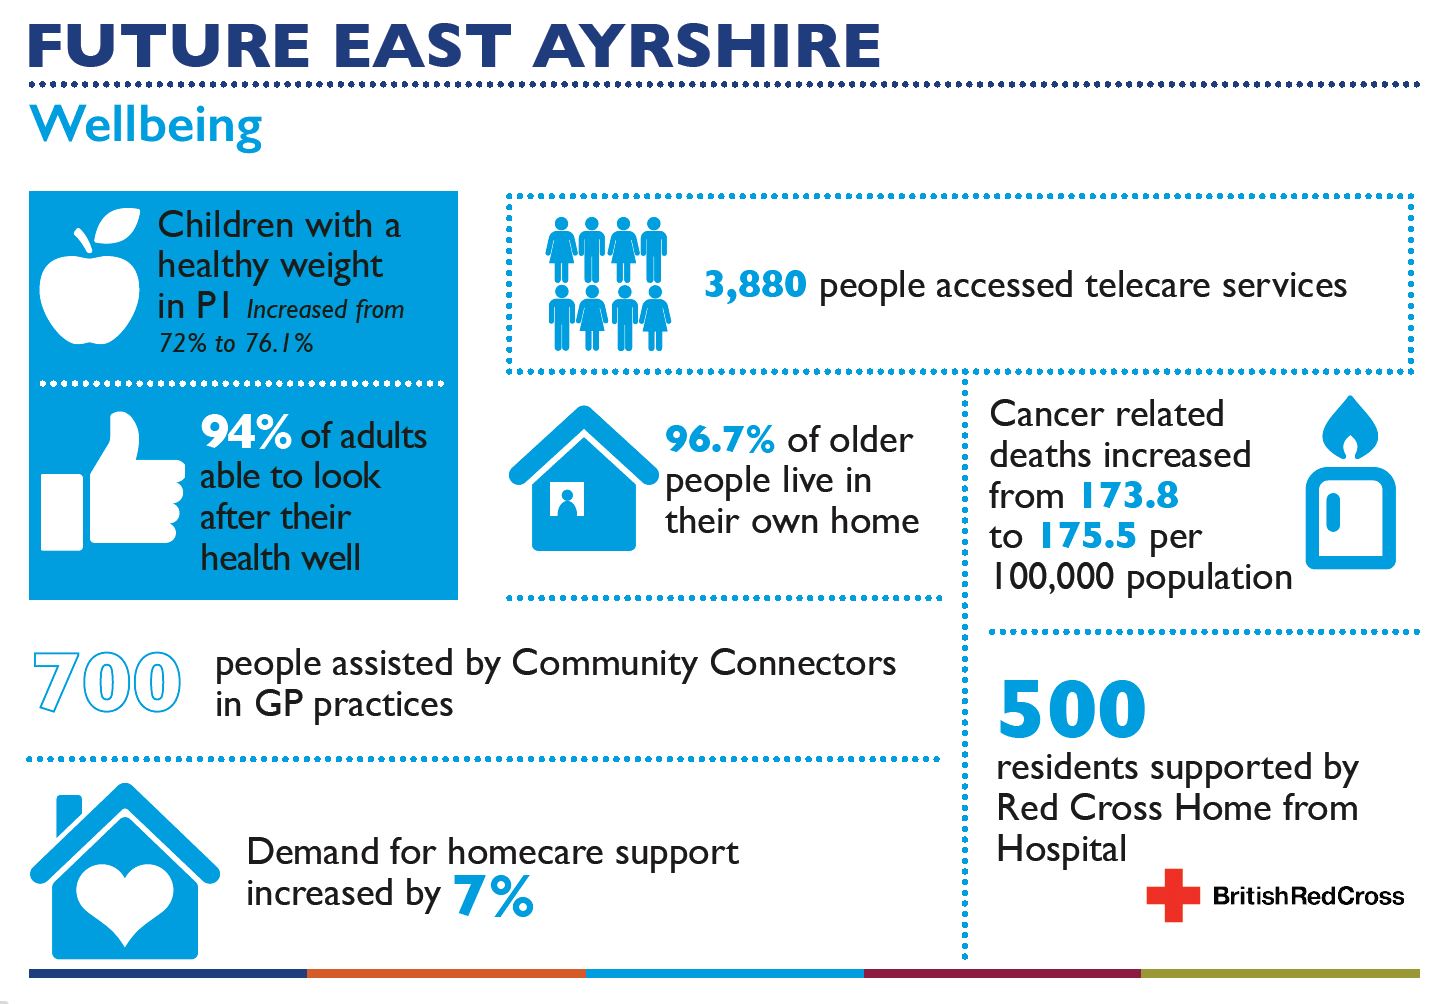 FUTURE EAST AYRSHIRE
Wellbeing
Children with a
healthy weight
in P1 Increased from
72% to 76.1%
94% of adults
able to look
after their
health well
3,880 people accessed telecare services
96.7% of older
people live in
their own home
Cancer related
deaths increased
from 173.8
to 175.5 per
100,000 population
700 people assisted by Community Connectors
in GP practices
500
residents supported by
Red Cross Home from
Hospital
BritishRedCross
Demand for homecare support
increased by 7%